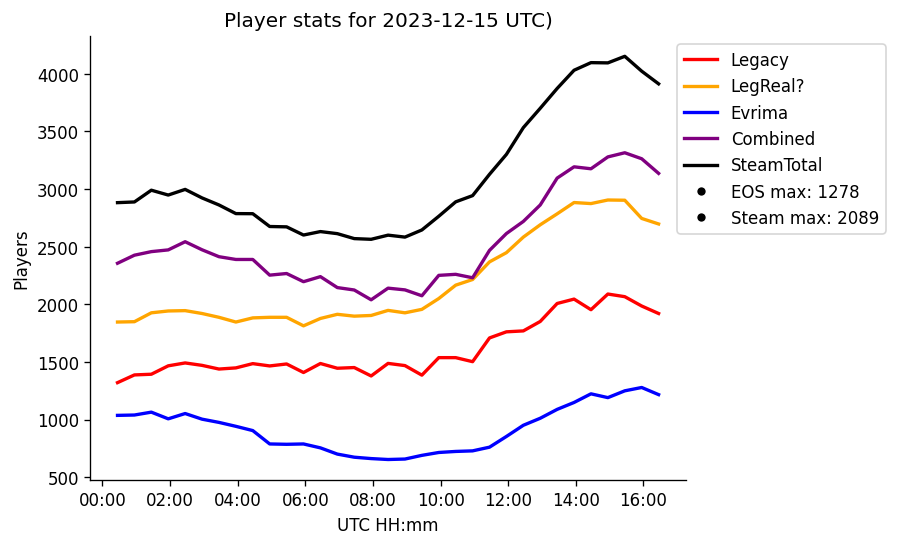 Player stats for 2023-12-15 UTC)
Legacy
LegReal?
Evrima
Combined
SteamTotal
EOS max: 1278
Steam max: 2089
Players
4000
3500
3000
2500
2000
1500
1000
500
00:00 02:00 04:00 06:00 08:00 10:00 12:00 14:00 16:00
UTC HH:mm